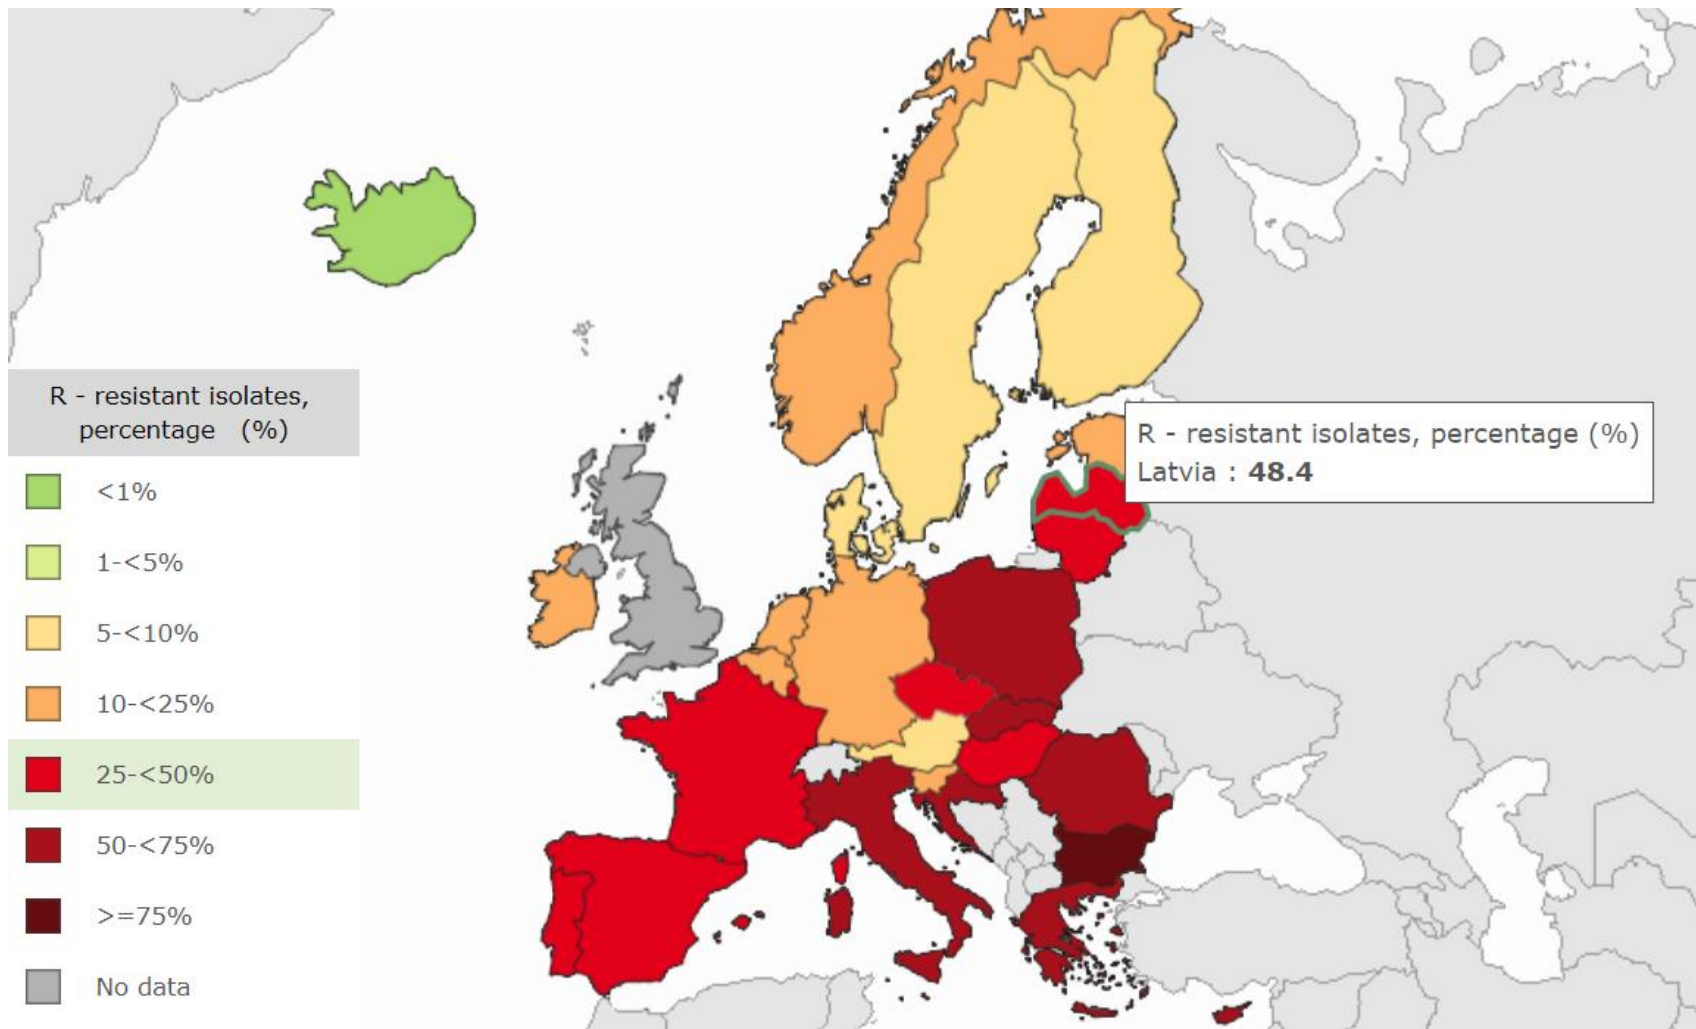 R - resistant isolates,
percentage (%)
<1%
1-<5%
5-<10%
10-<25%
25-<50%
50-<75%
>=75%
No data
R - resistant isolates, percentage (%)
Latvia : 48.4